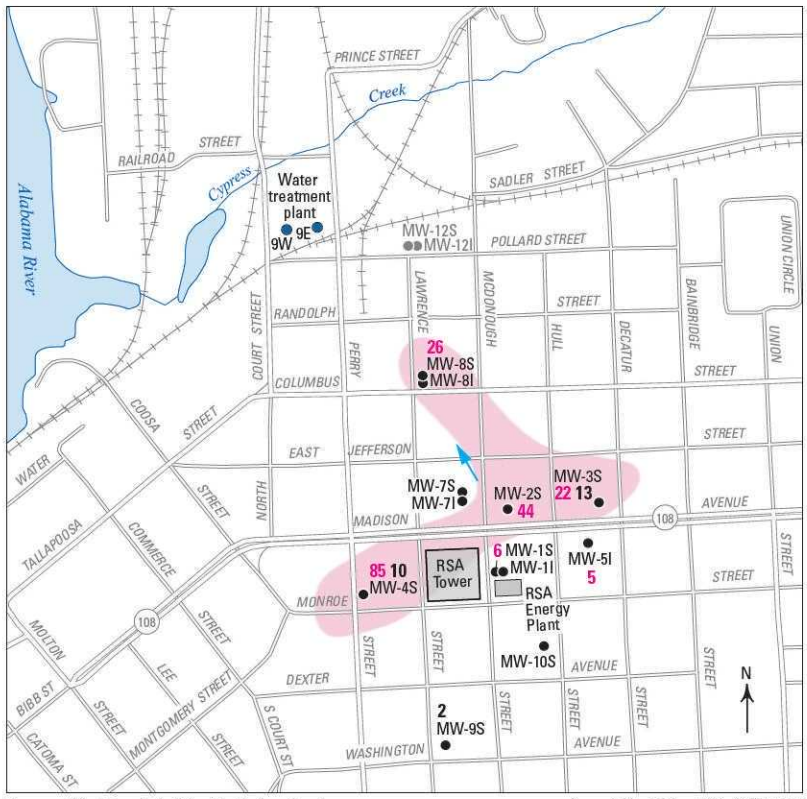 PRINCE STREET
Creek
RAILROAD STREET
Cypress
SADLER STREET
Water
treatment
plant
9W 9E
MW-12S
MW-12I
POLLARD STREET
Alabama River
UNION CIRCLE
COURT STREET
RANDOLPH STREET
LAWRENCE
MCDONOUGH
HULL
DECATUR
BAINBRIDGE
UNION
PERRY
26
MW-8S
MW-8I
COLUMBUS STREET
COOSA
STREET
EAST JEFFERSON STREET
WATER
STREET
NORTH
MW-7S
MW-7I
MW-2S
44
MW-3S
22 13
MADISON AVENUE
108
TALLAPOOSA
COMMERCE
STREET
85 10
MW-4S
RSA
Tower
6 MW-1S
MW-1I
MW-5I
5
RSA
Energy
Plant
MONROE STREET
108
MOLTON
STREET
STREET
STREET
STREET
MW-10S
LEE
DEXTER AVENUE
BIBB ST
MONTGOMERY STREET
STREET
STREET
S COURT ST
2
MW-9S
STREET
STREET
STREET
N
CATOMA ST
WASHINGTON AVENUE